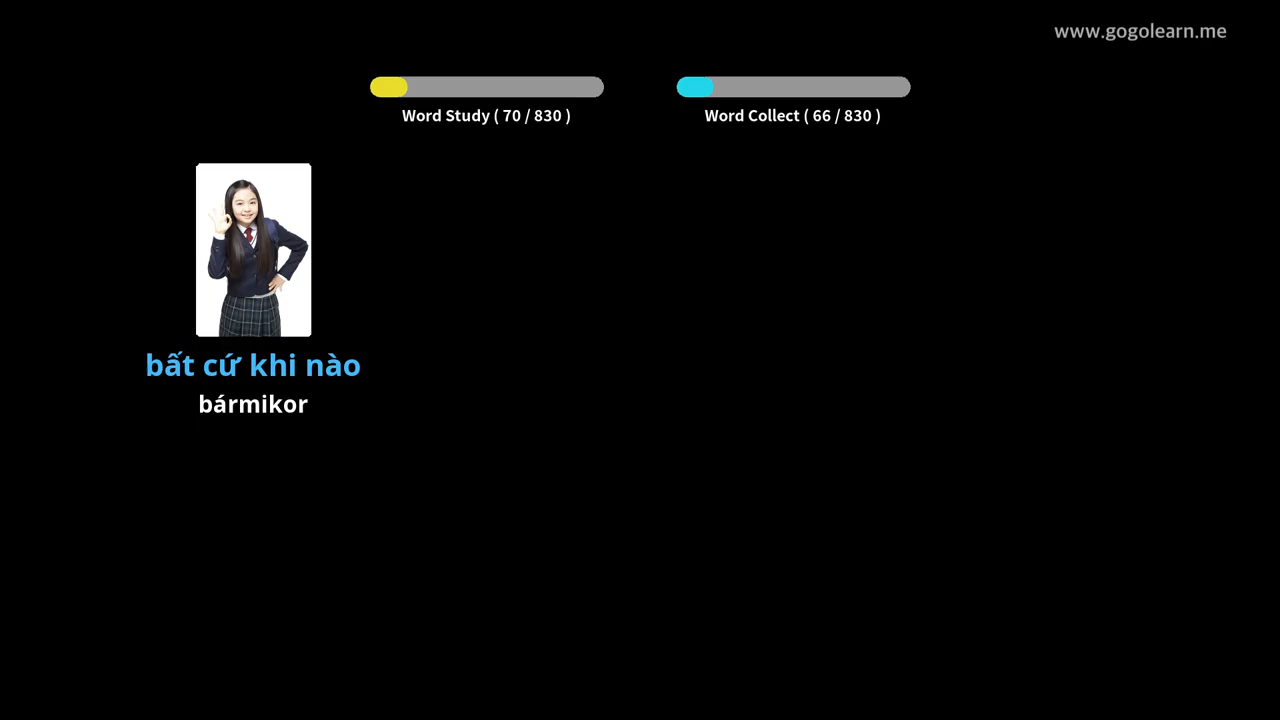 www.gogolearn.me
Word Study ( 70 / 830 )
Word Collect ( 66 / 830 )
bất cứ khi nào
bármikor